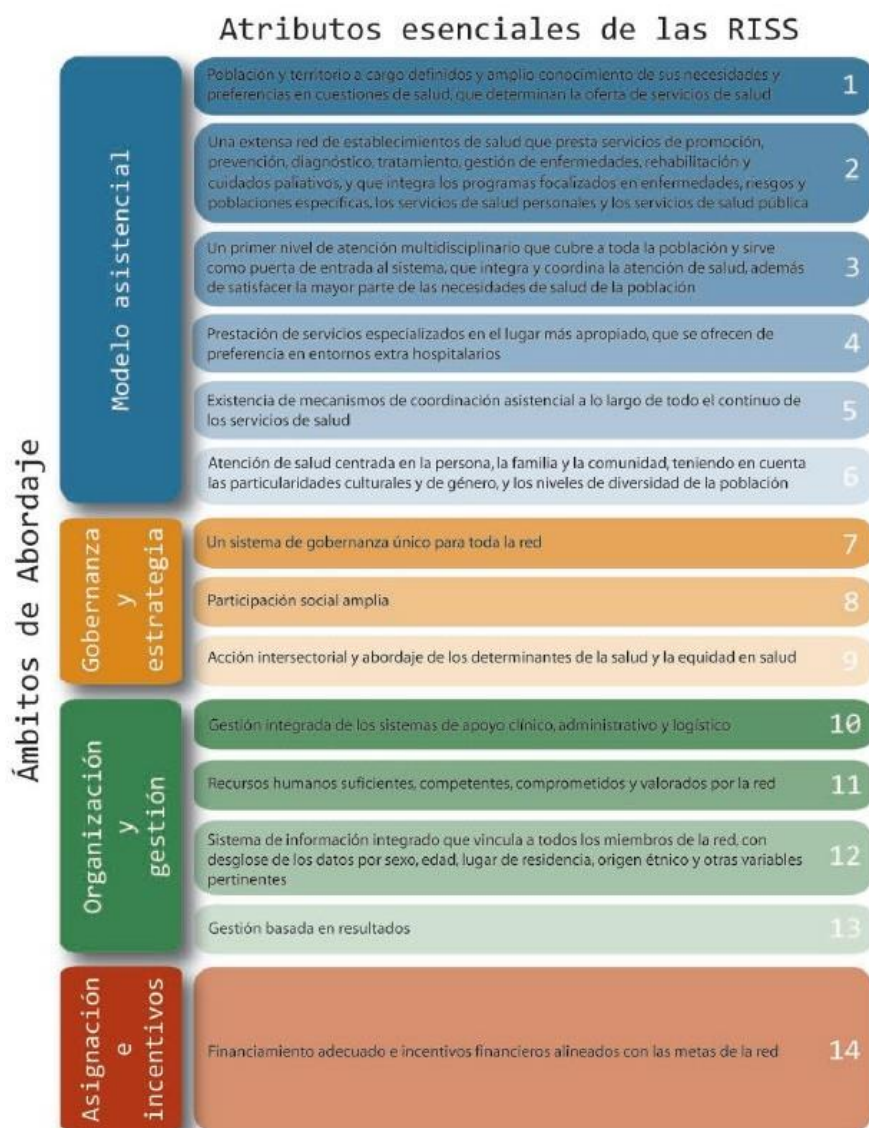 Atributos esenciales de las RISS
Ámbitos de Abordaje
Modelo asistencial
Población y territorio a cargo definidos y amplio conocimiento de sus necesidades y
preferencias en cuestiones de salud, que determinan la oferta de servicios de salud
1
Una extensa red de establecimientos de salud que presta servicios de promoción,
prevención, diagnóstico, tratamiento, gestión de enfermedades, rehabilitación y
cuidados paliativos, y que integra los programas focalizados en enfermedades, riesgos y
poblaciones específicas, los servicios de salud personales y los servicios de salud pública
2
Un primer nivel de atención multidisciplinario que cubre a toda la población y sirve
como puerta de entrada al sistema, que integra y coordina la atención de salud, además
de satisfacer la mayor parte de las necesidades de salud de la población
3
Prestación de servicios especializados en el lugar más apropiado, que se ofrecen de
preferencia en entornos extra hospitalarios
4
Existencia de mecanismos de coordinación asistencial a lo largo de todo el continuo de
los servicios de salud
5
Atención de salud centrada en la persona, la familia y la comunidad, teniendo en cuenta
las particularidades culturales y de género, y los niveles de diversidad de la población
6
Gobernanza
y
estrategia
Un sistema de gobernanza único para toda la red
7
Participación social amplia
8
Acción intersectorial y abordaje de los determinantes de la salud y la equidad en salud
9
Organización
y
gestión
Gestión integrada de los sistemas de apoyo clínico, administrativo y logístico
10
Recursos humanos suficientes, competentes, comprometidos y valorados por la red
11
Sistema de información integrado que vincula a todos los miembros de la red, con
desglose de los datos por sexo, edad, lugar de residencia, origen étnico y otras variables
pertinentes
12
Gestión basada en resultados
13
Asignación
e
incentivos
Financiamiento adecuado e incentivos financieros alineados con las metas de la red
14